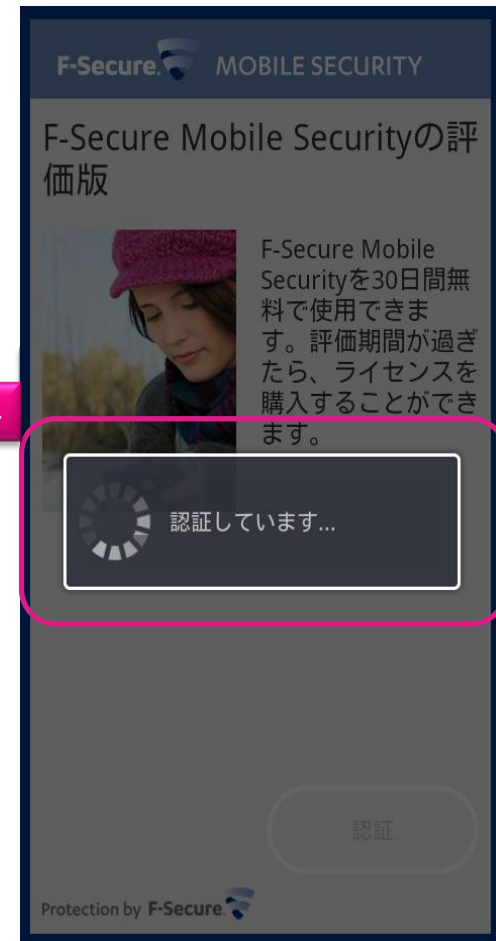 F-Secure. MOBILE SECURITY
F-Secure Mobile Securityの評
価版
F-Secure Mobile
Securityを30日間無
料で使用できま
す。評価期間が過ぎ
たら、ライセンスを
購入することができ
ます。
認証しています...
認証
Protection by F-Secure.